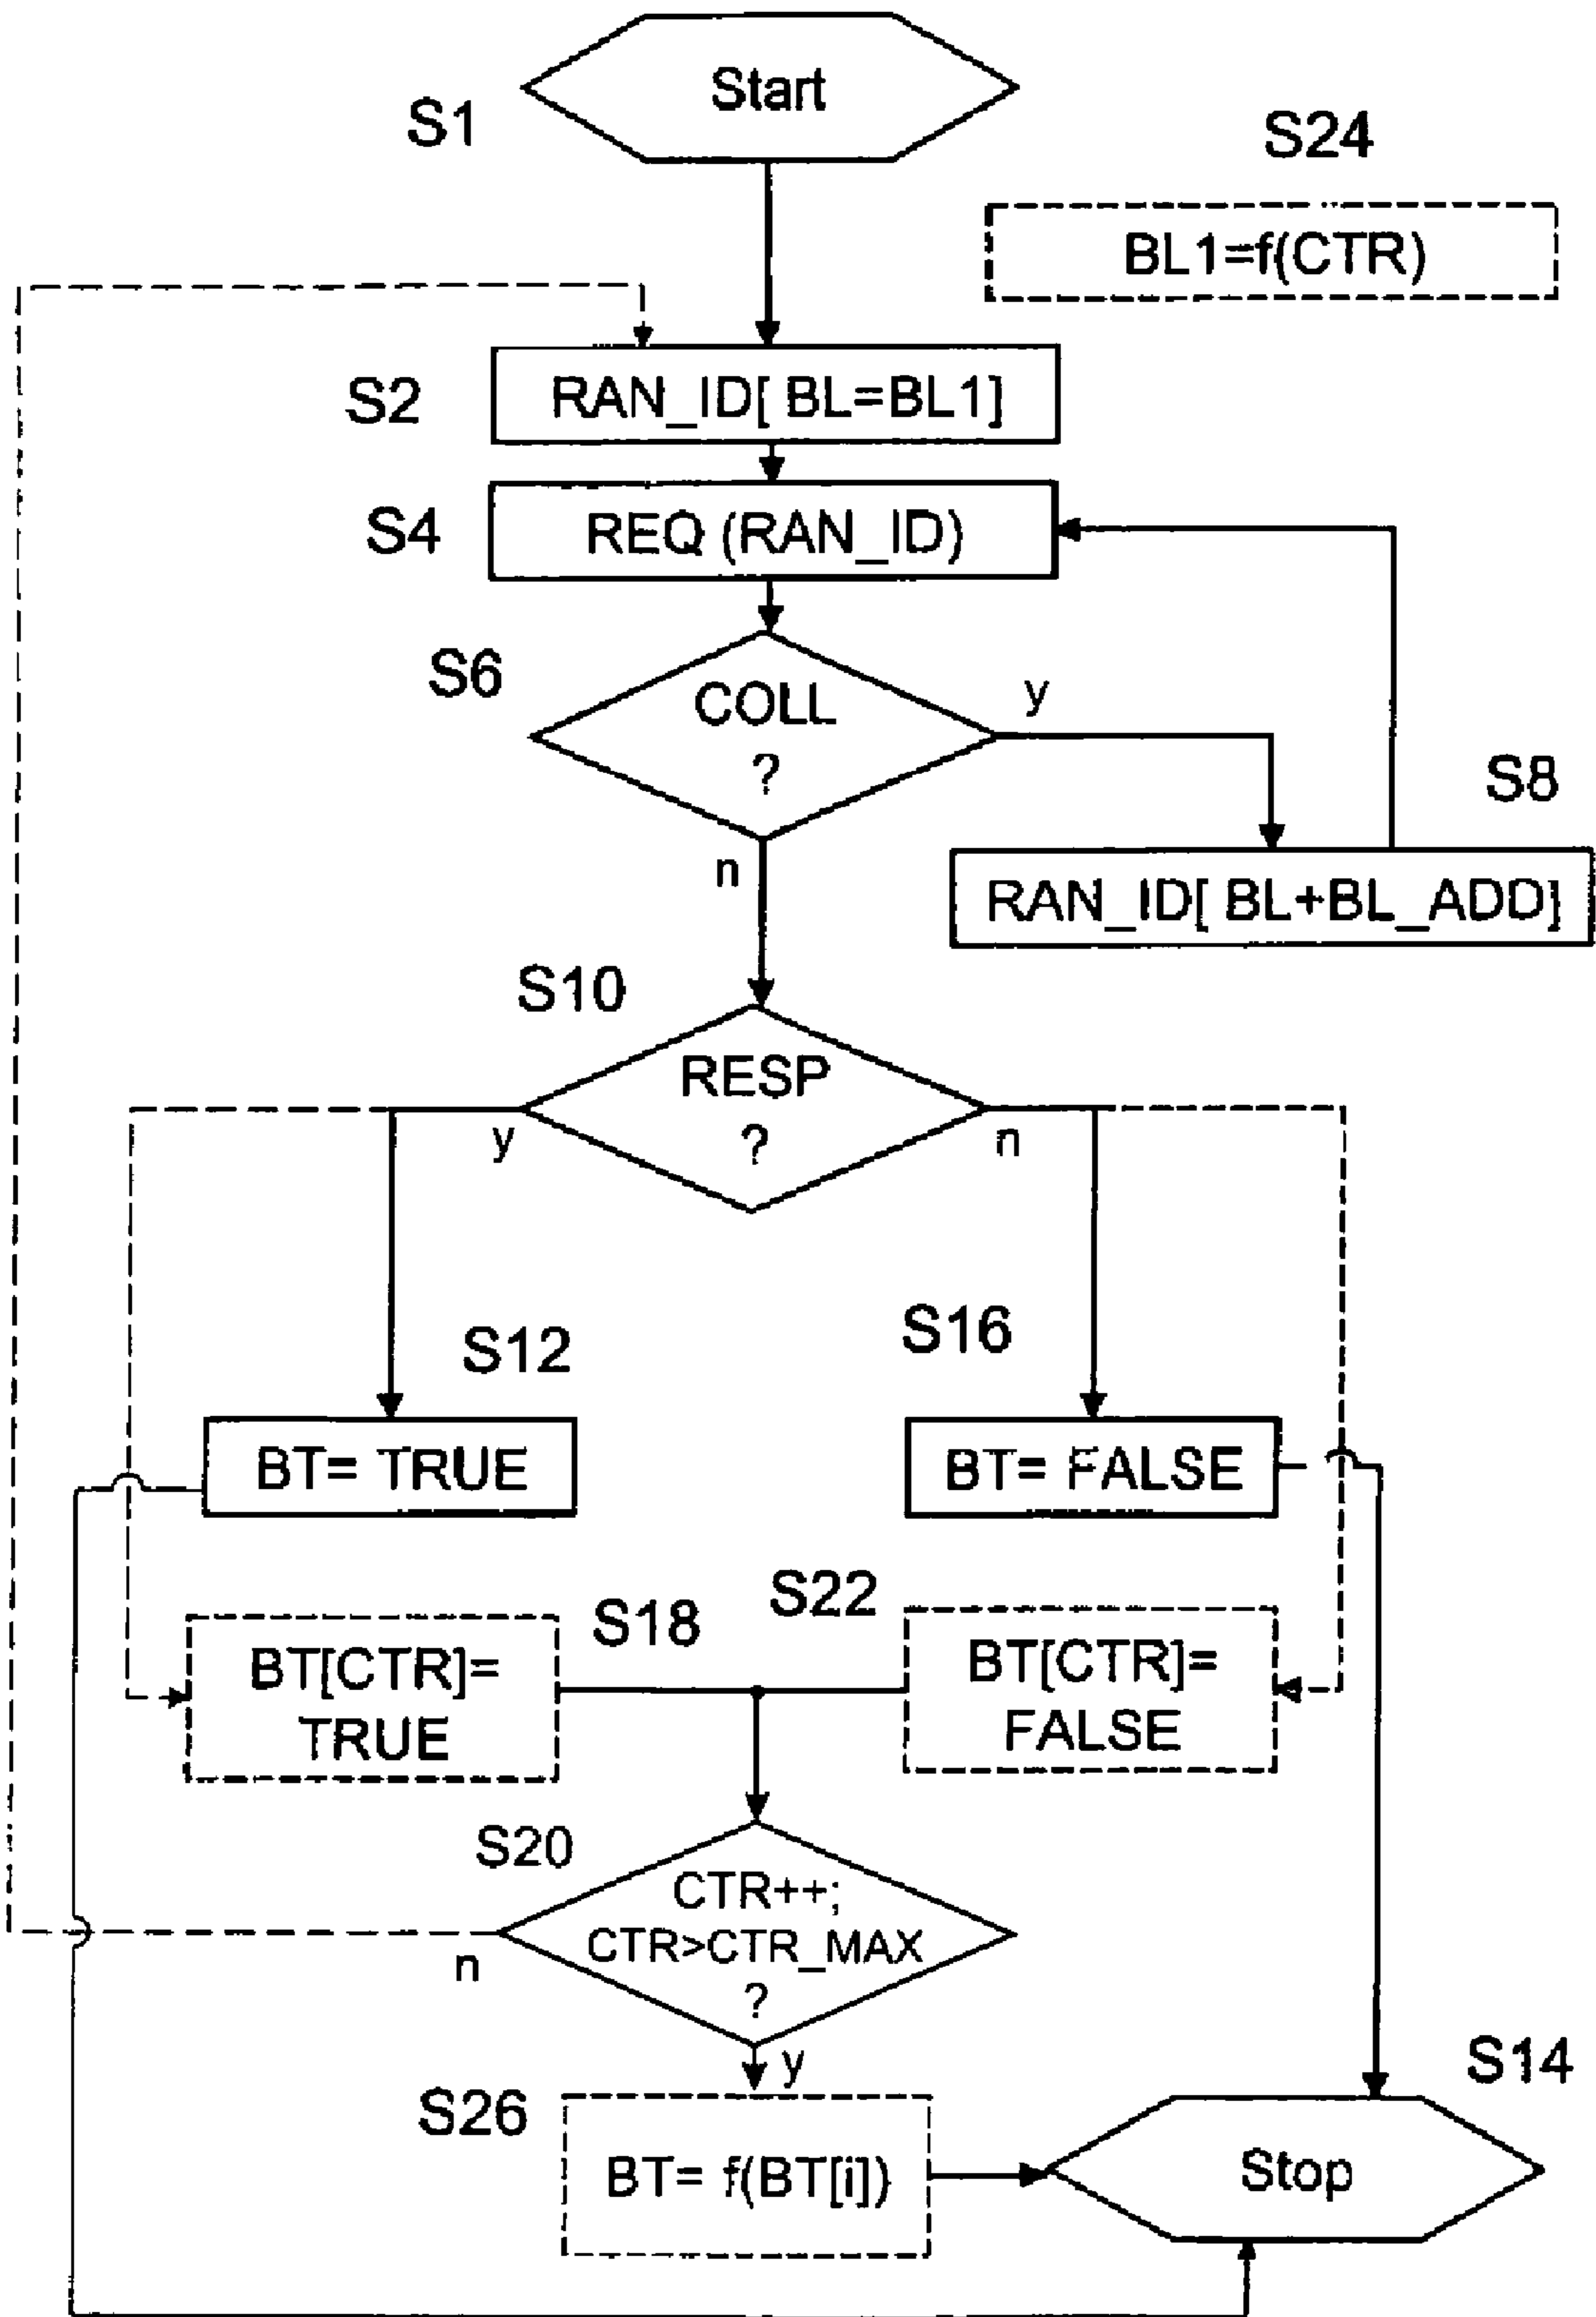 Start
S1
S24
BL1=f(CTR)
S2
RAN_ID[ BL=BL1]
S4
REQ (RAN_ID)
S6
COLL
?
y
n
S8
RAN_ID[ BL+BL_ADD]
S10
RESP
?
y
n
S12
S16
BT= TRUE
BT= FALSE
S18
S22
BT[CTR]=
TRUE
BT[CTR]=
FALSE
S20
CTR++;
CTR>CTR_MAX
?
n
y
S14
S26
BT= f(BT[i])
Stop